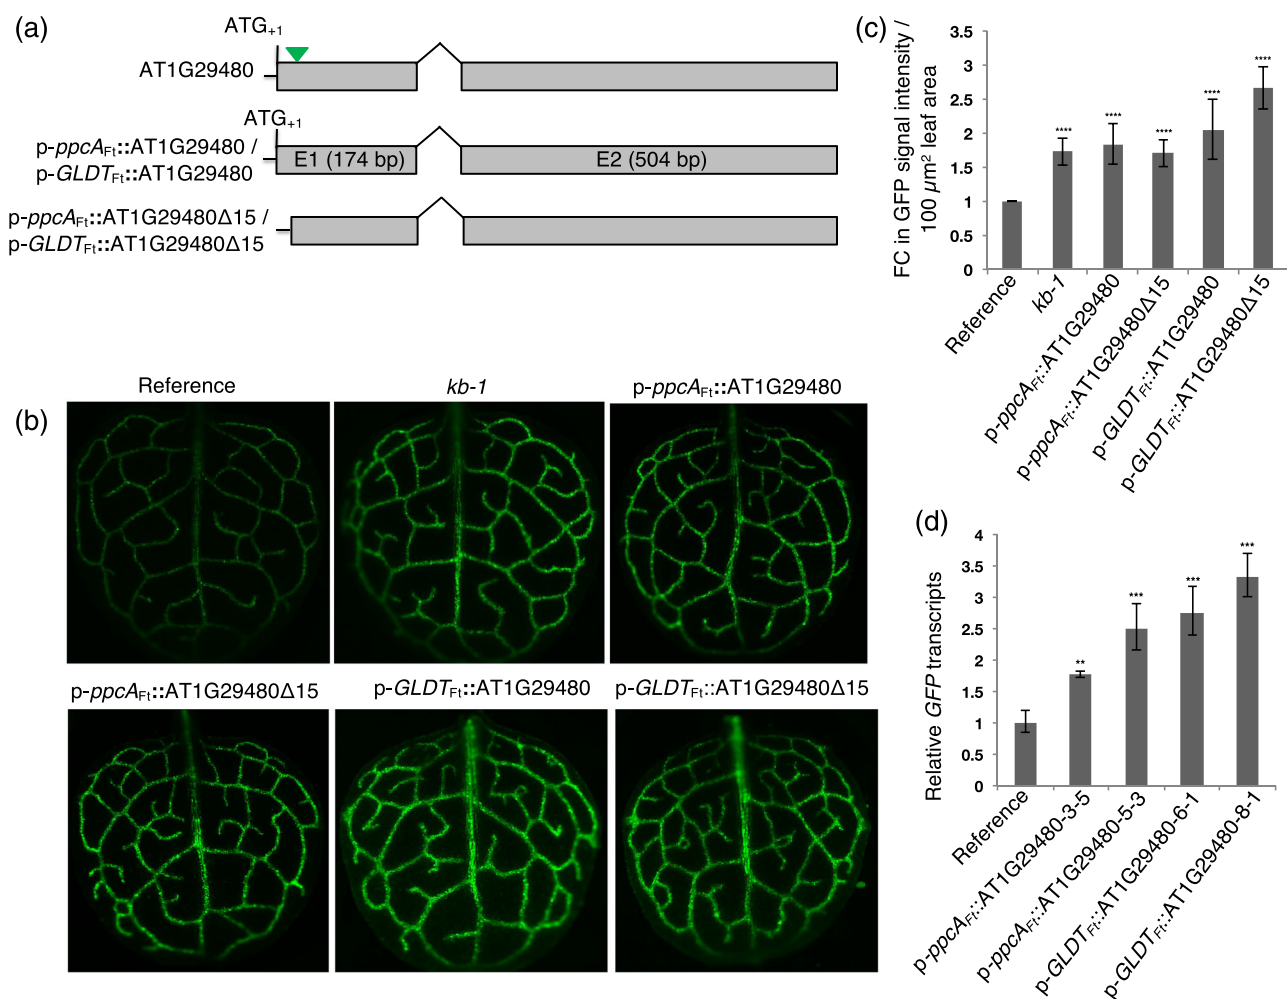 (a)
ATG+1
AT1G29480
ATG+1
p-ppcAFt::AT1G29480 /
p-GLDTFt::AT1G29480
E1 (174 bp)
E2 (504 bp)
p-ppcAFt::AT1G29480Δ15 /
p-GLDTFt::AT1G29480Δ15
(b)
Reference
kb-1
p-ppcAFt::AT1G29480
p-ppcAFt::AT1G29480Δ15
p-GLDTFt::AT1G29480
p-GLDTFt::AT1G29480Δ15
(c)
FC in GFP signal intensity /
100 µm² leaf area
3.5
3
2.5
2
1.5
1
0.5
0
****
****
****
****
****
Reference
kb-1
p-ppcAFt::AT1G29480
p-ppcAFt::AT1G29480Δ15
p-GLDTFt::AT1G29480
p-GLDTFt::AT1G29480Δ15
(d)
Relative GFP transcripts
4
3.5
3
2.5
2
1.5
1
0.5
0
**
***
***
***
Reference
p-ppcAFt::AT1G29480-3-5
p-ppcAFt::AT1G29480-5-3
p-GLDTFt::AT1G29480-6-1
p-GLDTFt::AT1G29480-8-1